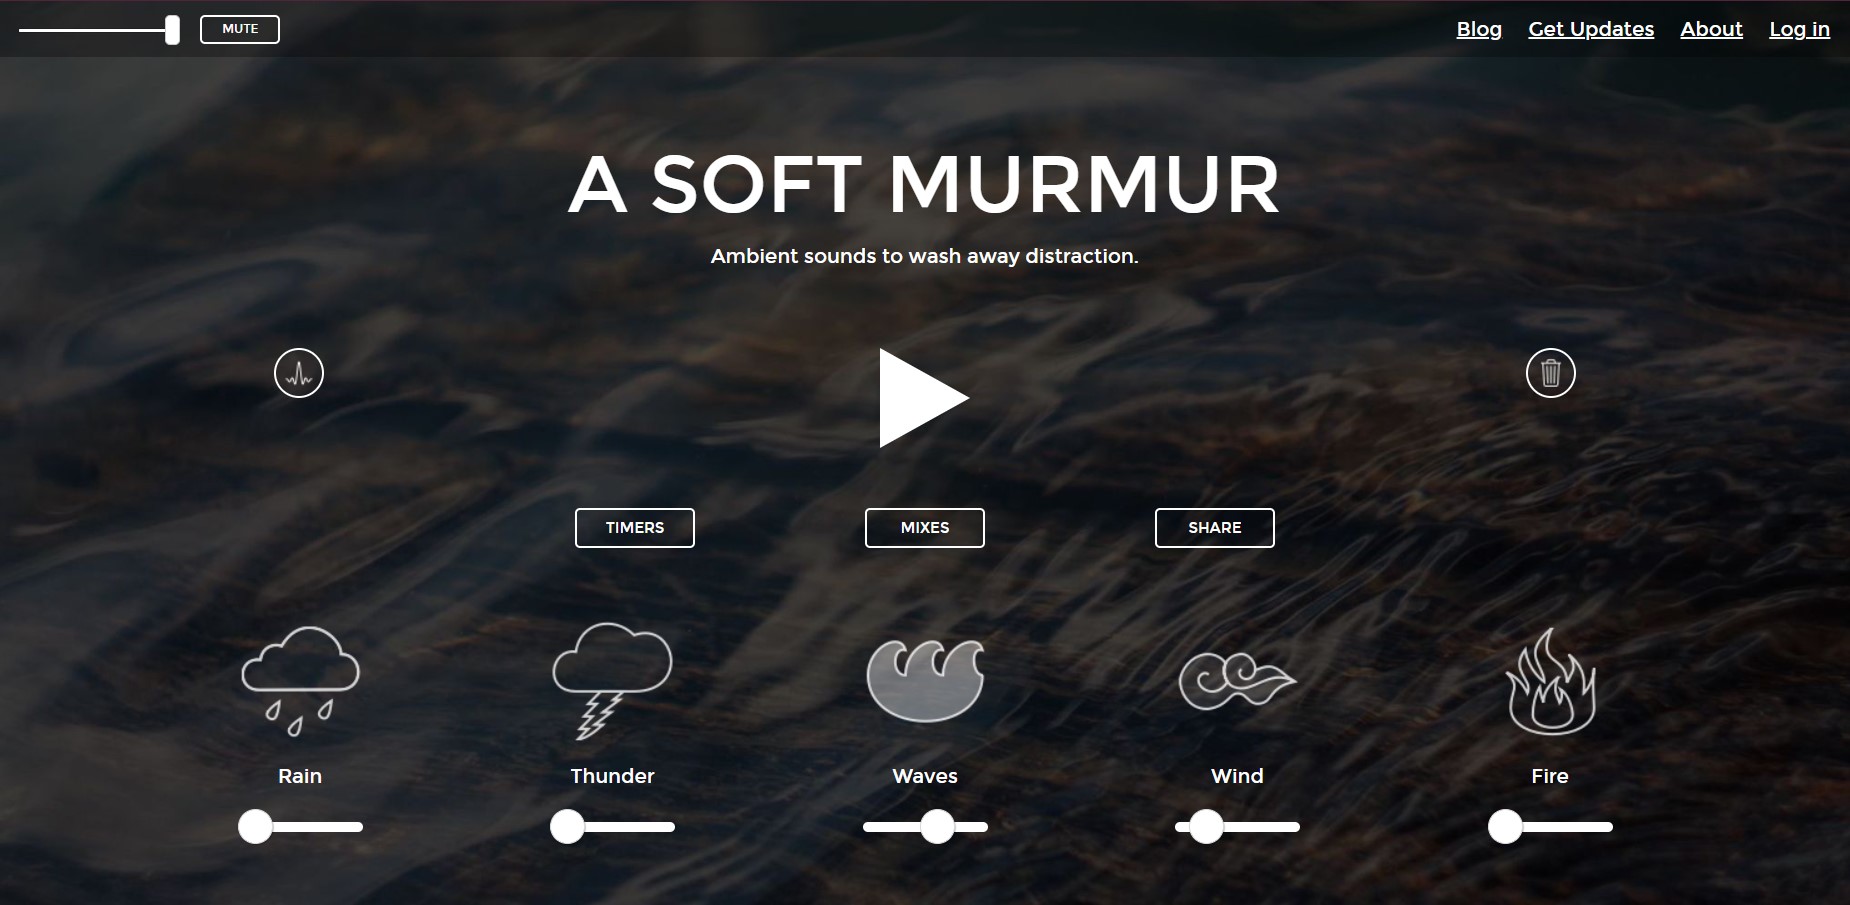 MUTE
Blog Get Updates About Log in
A SOFT MURMUR
Ambient sounds to wash away distraction.
TIMERS MIXES SHARE
Rain Thunder Waves Wind Fire